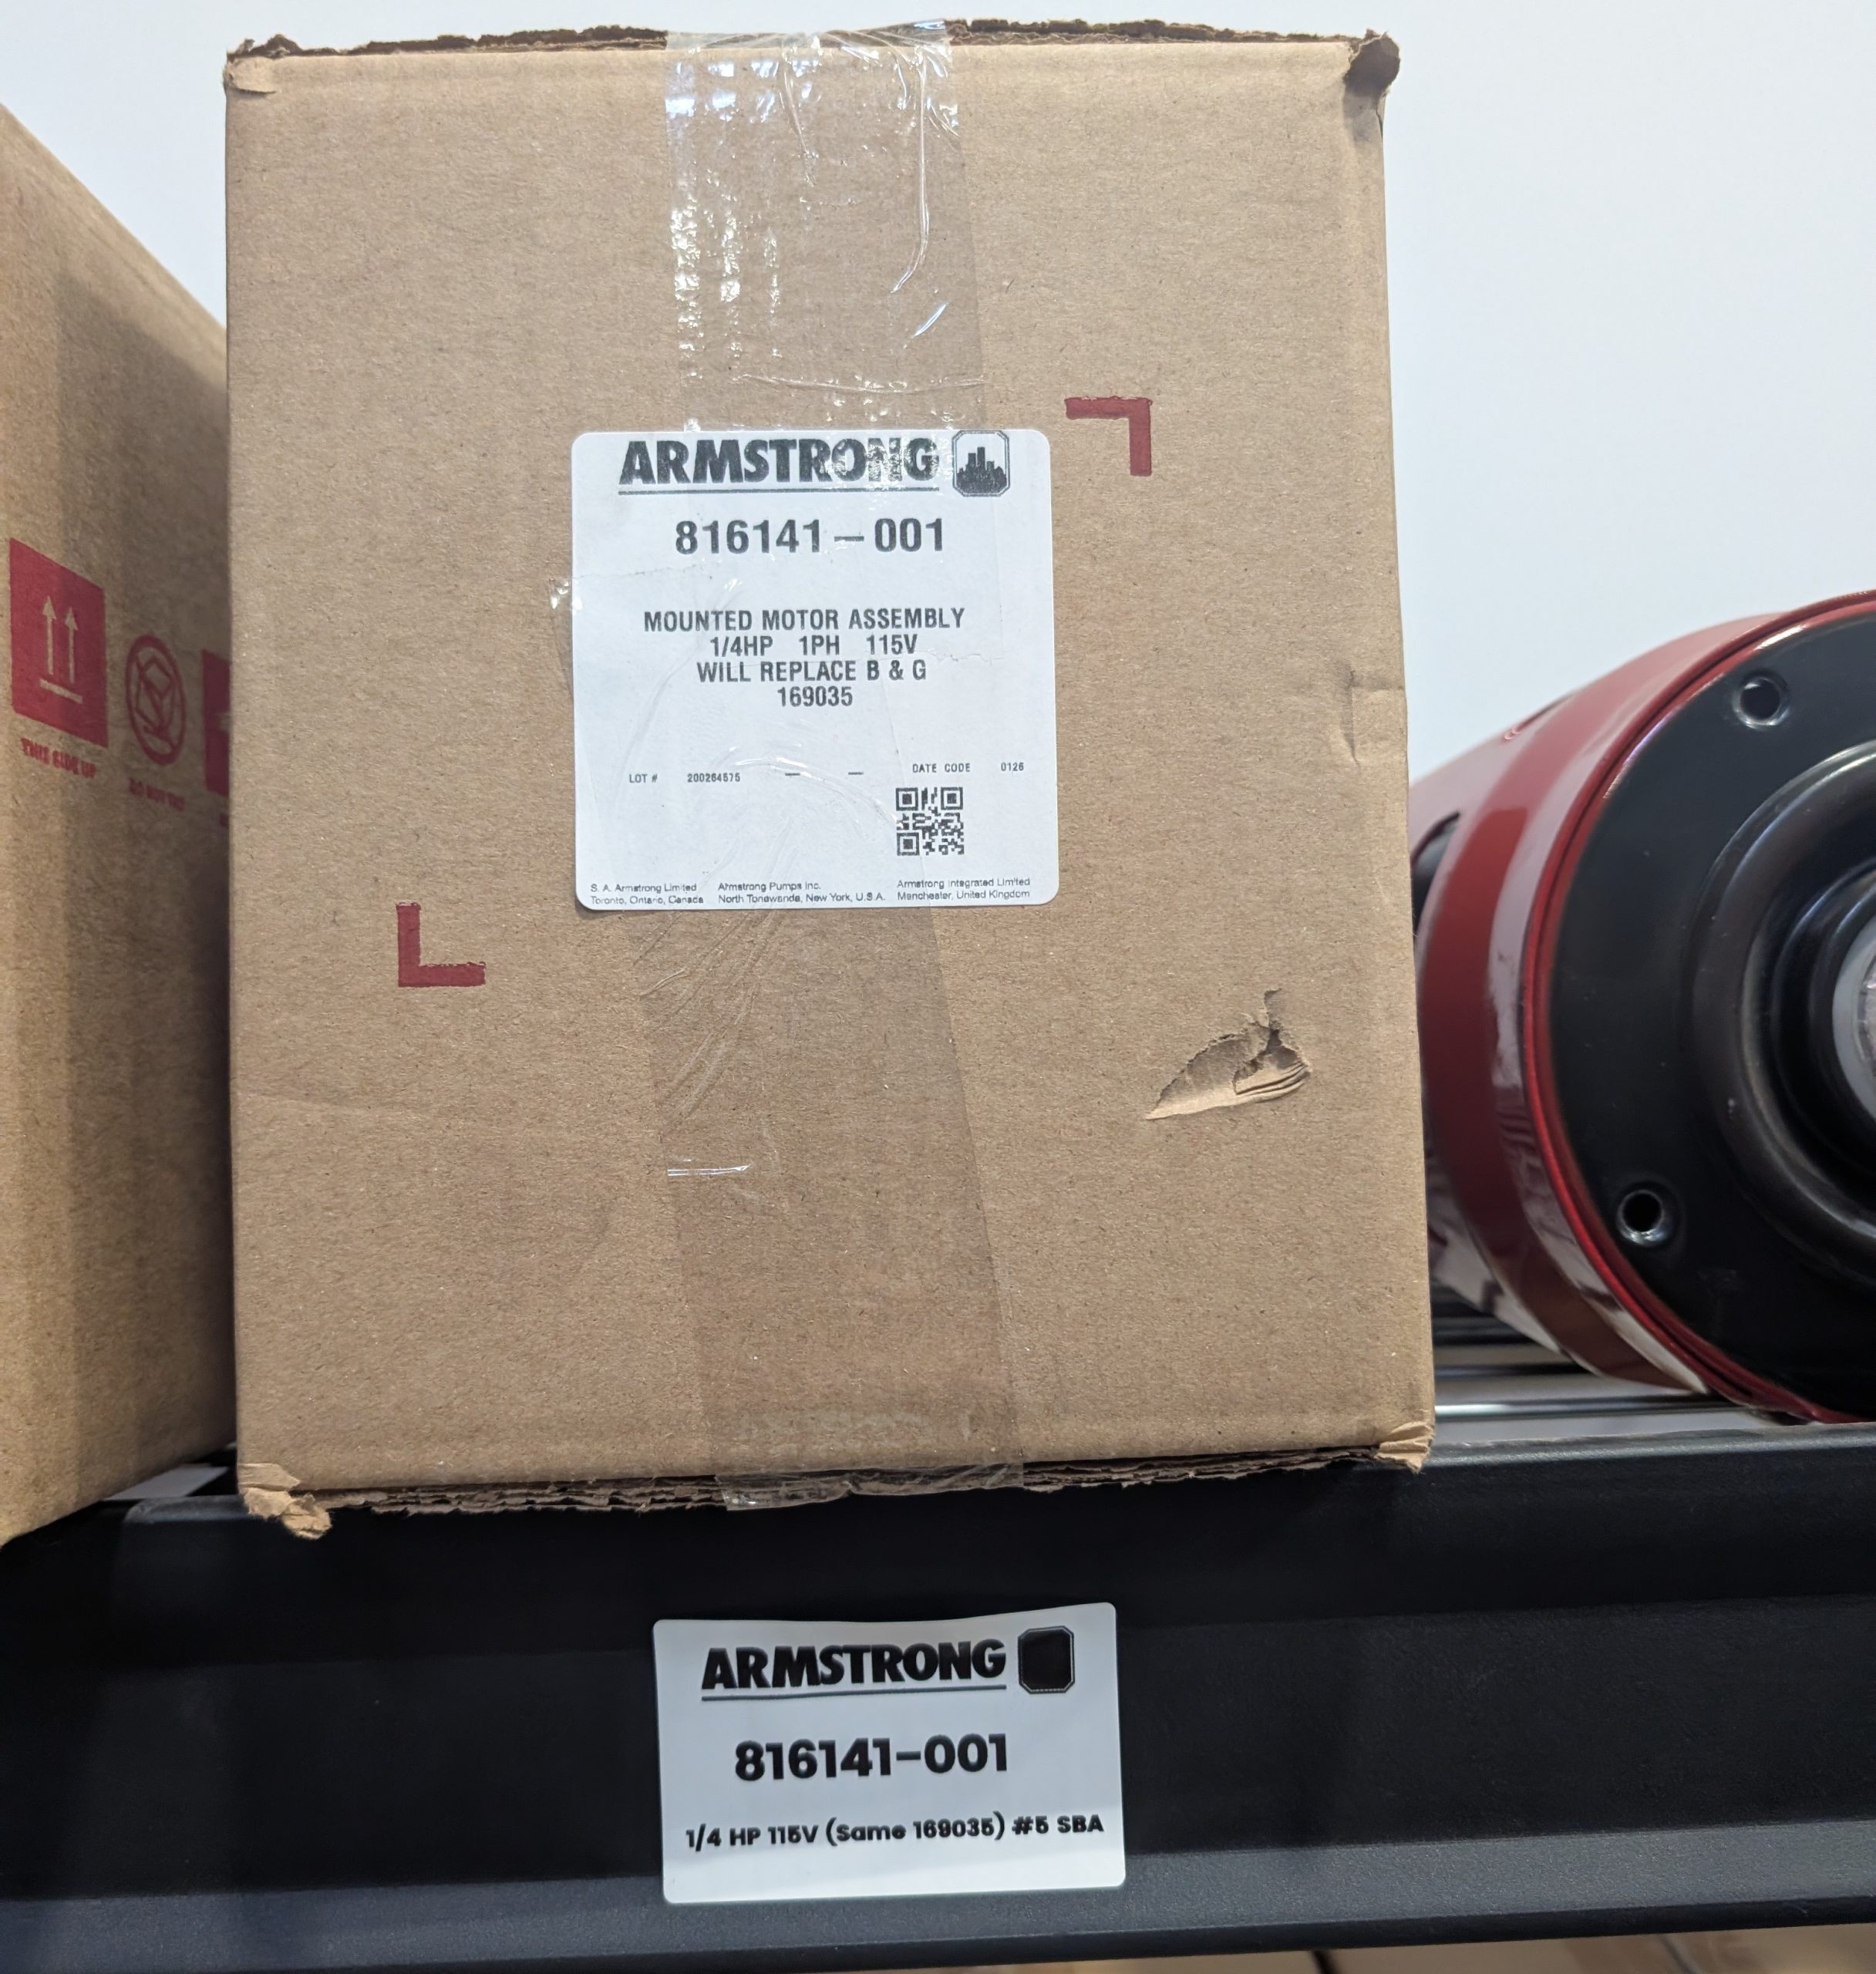 ARMSTRONG
816141-001
MOUNTED MOTOR ASSEMBLY
1/4HP 1PH 115V
WILL REPLACE B & G
169035
LOT # 200264575 — — DATE CODE 0126
S. A. Armstrong Limited
Toronto, Ontario, Canada
Armstrong Pumps Inc.
North Tonawanda, New York, U.S.A.
Armstrong Integrated Limited
Manchester, United Kingdom
THIS SIDE UP
ARMSTRONG
816141-001
1/4 HP 115V (Same 169035) #5 SBA